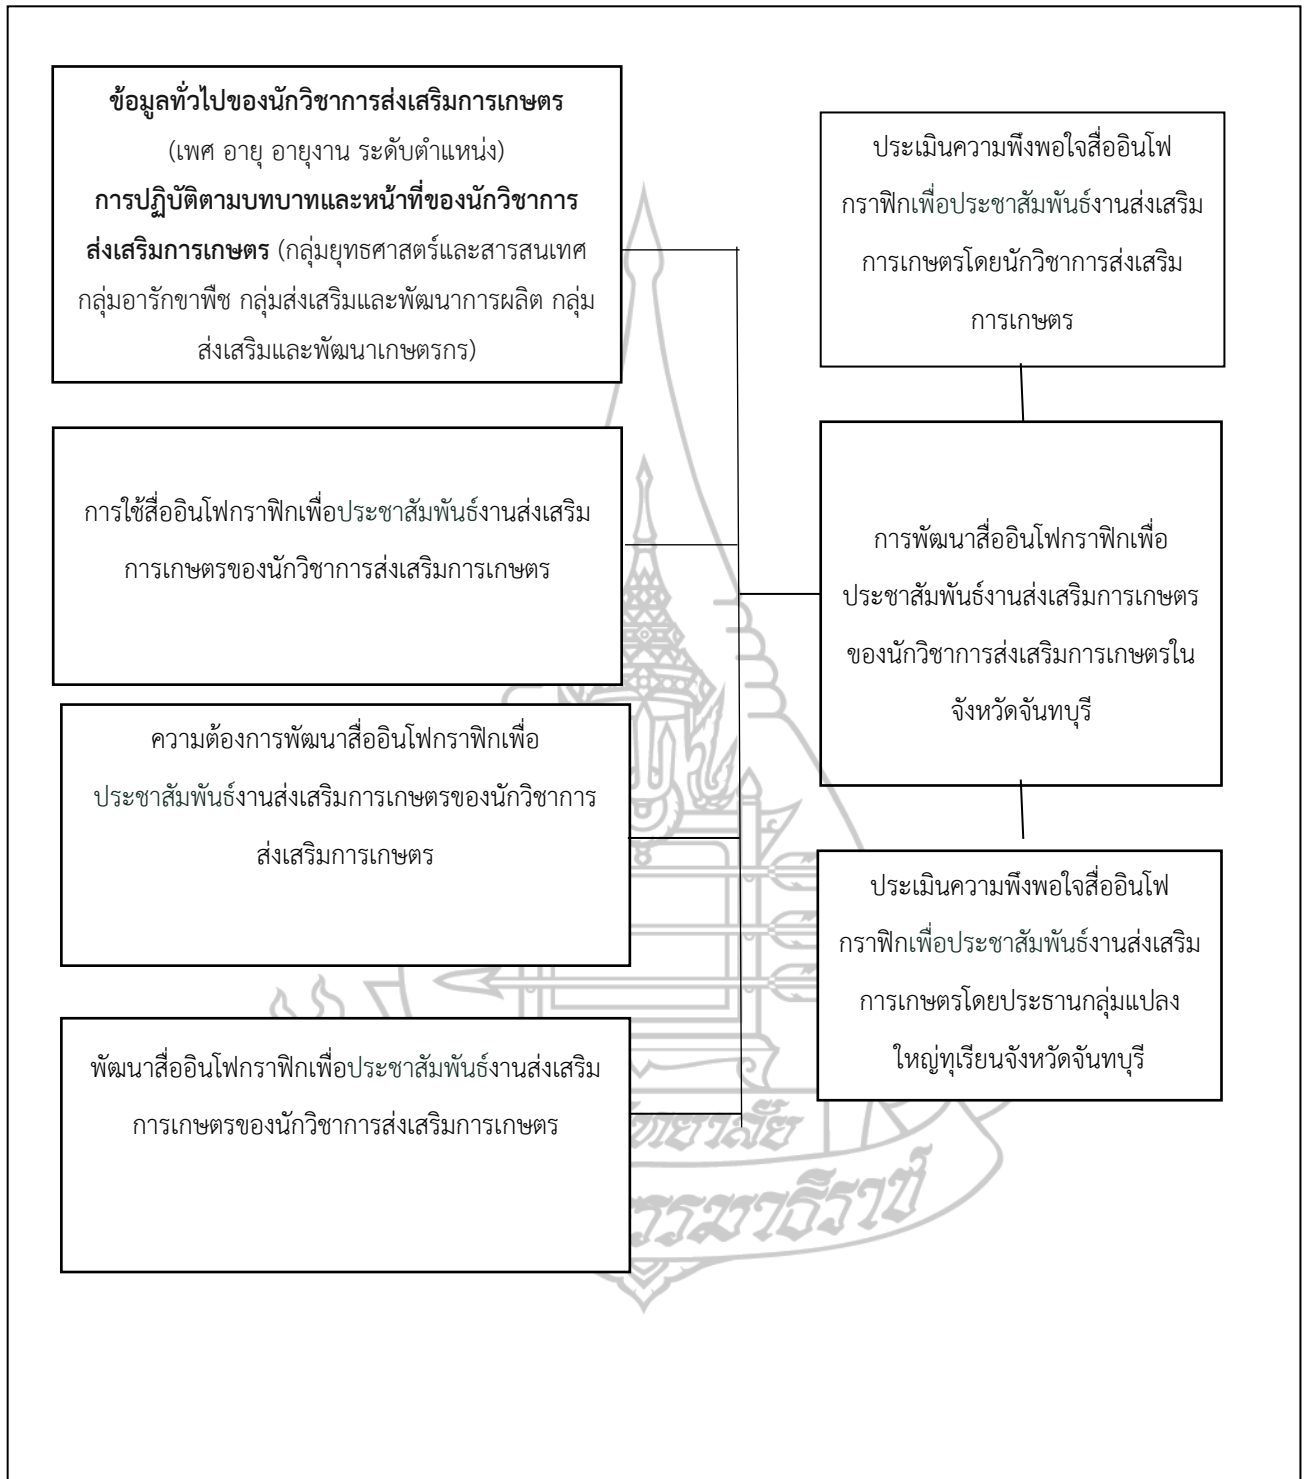 ข้อมูลทั่วไปของนักวิชาการส่งเสริมการเกษตร
(เพศ อายุ อายุงาน ระดับตำแหน่ง)
การปฏิบัติตามบทบาทและหน้าที่ของนักวิชาการ
ส่งเสริมการเกษตร (กลุ่มยุทธศาสตร์และสารสนเทศ
กลุ่มอารักขาพืช กลุ่มส่งเสริมและพัฒนาการผลิต กลุ่ม
ส่งเสริมและพัฒนาเกษตรกร)
การใช้สื่ออินโฟกราฟิกเพื่อประชาสัมพันธ์งานส่งเสริม
การเกษตรของนักวิชาการส่งเสริมการเกษตร
ความต้องการพัฒนาสื่ออินโฟกราฟิกเพื่อ
ประชาสัมพันธ์งานส่งเสริมการเกษตรของนักวิชาการ
ส่งเสริมการเกษตร
พัฒนาสื่ออินโฟกราฟิกเพื่อประชาสัมพันธ์งานส่งเสริม
การเกษตรของนักวิชาการส่งเสริมการเกษตร
ประเมินความพึงพอใจสื่ออินโฟ
กราฟิกเพื่อประชาสัมพันธ์งานส่งเสริม
การเกษตรโดยนักวิชาการส่งเสริม
การเกษตร
การพัฒนาสื่ออินโฟกราฟิกเพื่อ
ประชาสัมพันธ์งานส่งเสริมการเกษตร
ของนักวิชาการส่งเสริมการเกษตรใน
จังหวัดจันทบุรี
ประเมินความพึงพอใจสื่ออินโฟ
กราฟิกเพื่อประชาสัมพันธ์งานส่งเสริม
การเกษตรโดยประธานกลุ่มแปลง
ใหญ่ทุเรียนจังหวัดจันทบุรี